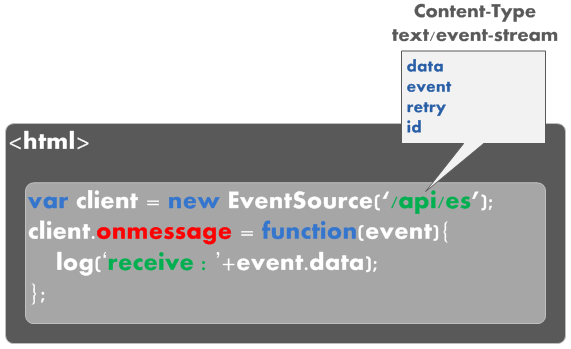 Content-Type
text/event-stream
data
event
retry
id
<html>
var client = new EventSource('/api/es');
client.onmessage = function(event){
log('receive : '+event.data);
};